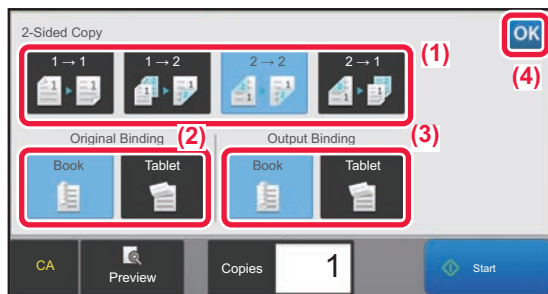 2-Sided Copy
OK
(1)
(4)
1 → 1
1 → 2
2 → 2
2 → 1
Original Binding
(2)
Output Binding
(3)
Book
Tablet
Book
Tablet
CA
Preview
Copies
1
Start